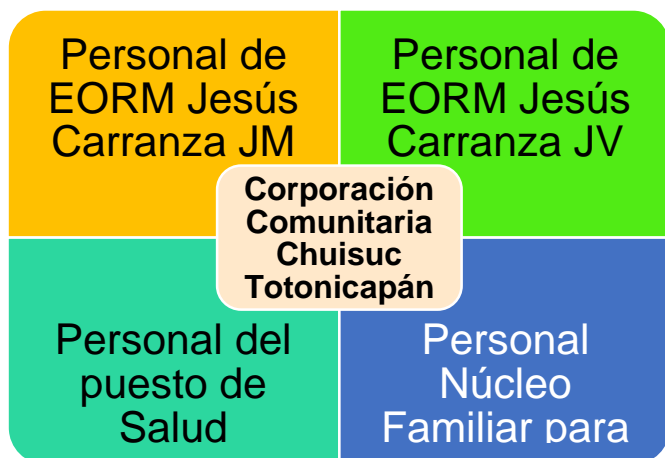 Personal de
EORM Jesús
Carranza JM
Personal de
EORM Jesús
Carranza JV
Corporación
Comunitaria
Chuisuc
Totonicapán
Personal del
puesto de
Salud
Personal
Núcleo
Familiar para